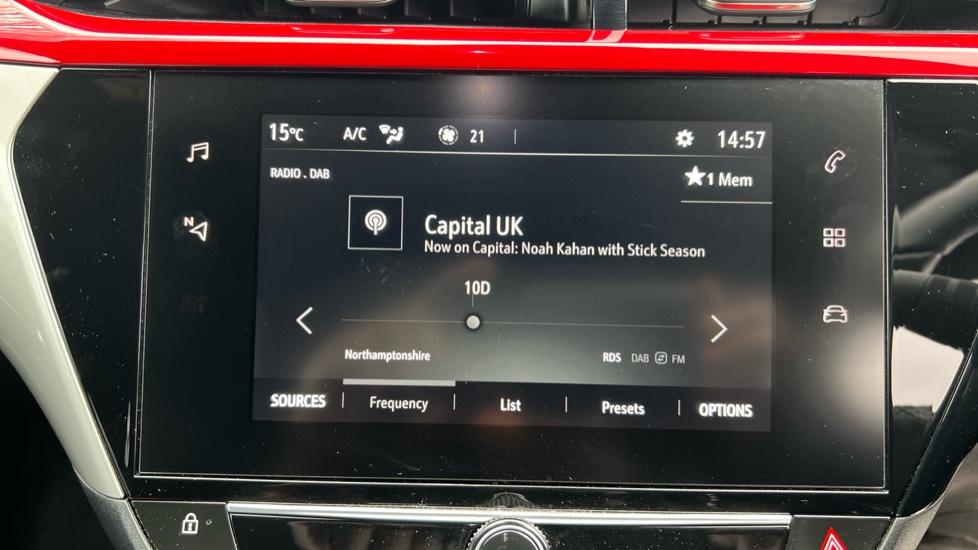 15°C A/C 21 14:57
RADIO . DAB
1 Mem
Capital UK
Now on Capital: Noah Kahan with Stick Season
N
10D
Northamptonshire
RDS DAB FM
SOURCES Frequency List Presets OPTIONS